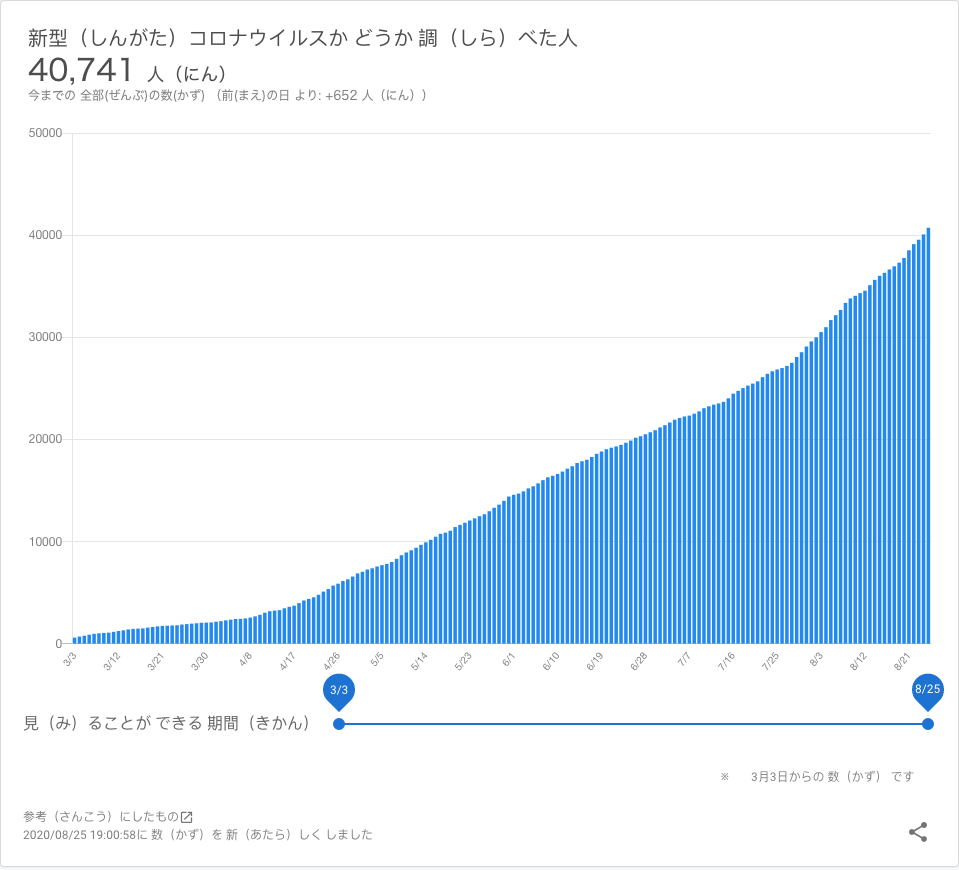 新型（しんがた）コロナウイルスか どうか 調（しら）べた人
40,741 人（にん）
今までの 全部(ぜんぶ)の数(かず) （前(まえ)の日 より: +652 人（にん））
50000
40000
30000
20000
10000
0
3/3 3/12 3/21 3/30 4/8 4/17 4/26 5/5 5/14 5/23 6/1 6/10 6/19 6/28 7/7 7/16 7/25 8/3 8/12 8/21
3/3 8/25
見（み）ることが できる 期間（きかん）
※ 3月3日からの 数（かず） です
参考（さんこう）にしたもの
2020/08/25 19:00:58に 数（かず）を 新（あたら）しく しました